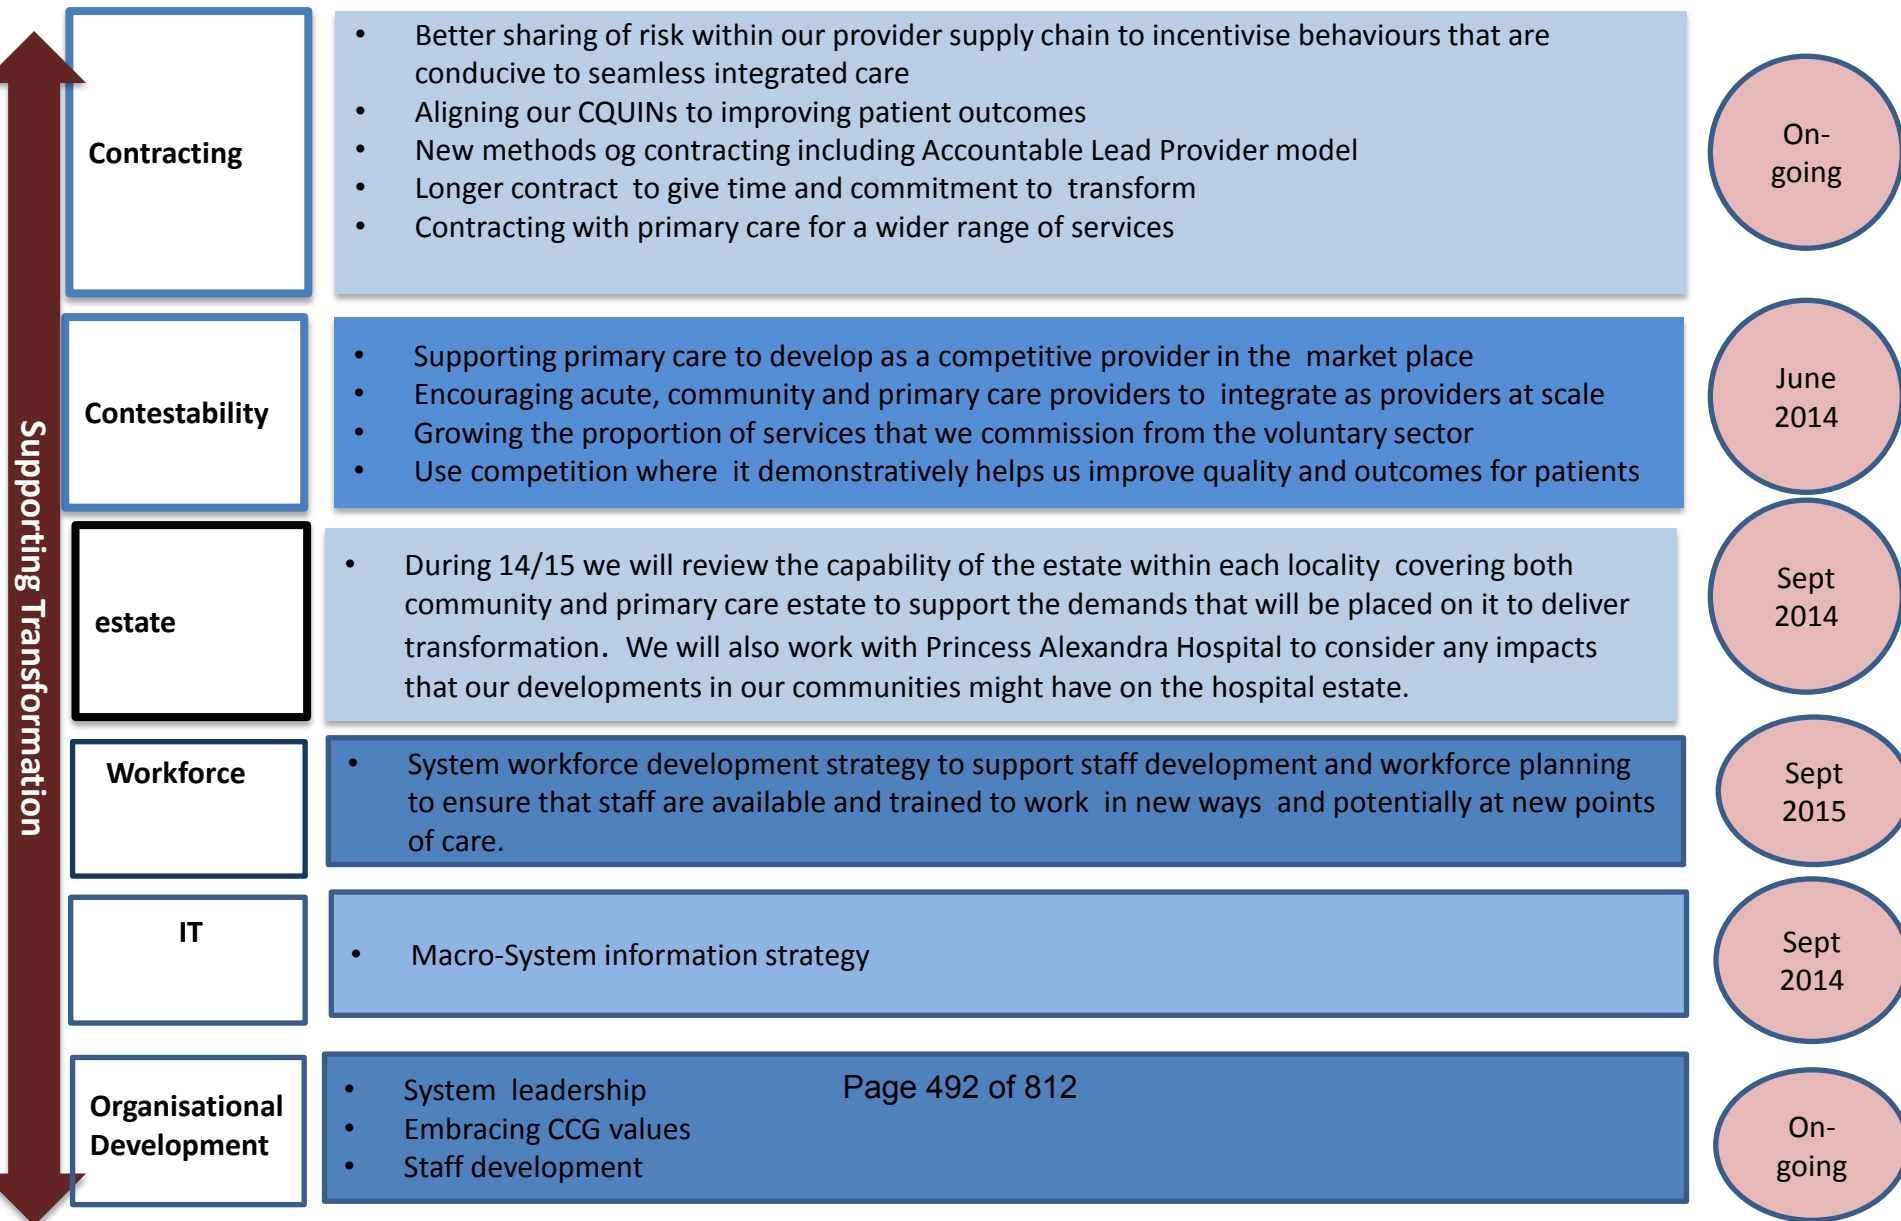 Supporting Transformation
Contracting
• Better sharing of risk within our provider supply chain to incentivise behaviours that are
conducive to seamless integrated care
• Aligning our CQUINs to improving patient outcomes
• New methods og contracting including Accountable Lead Provider model
• Longer contract to give time and commitment to transform
• Contracting with primary care for a wider range of services
On-
going
Contestability
• Supporting primary care to develop as a competitive provider in the market place
• Encouraging acute, community and primary care providers to integrate as providers at scale
• Growing the proportion of services that we commission from the voluntary sector
• Use competition where it demonstratively helps us improve quality and outcomes for patients
June
2014
estate
• During 14/15 we will review the capability of the estate within each locality covering both
community and primary care estate to support the demands that will be placed on it to deliver
transformation. We will also work with Princess Alexandra Hospital to consider any impacts
that our developments in our communities might have on the hospital estate.
Sept
2014
Workforce
• System workforce development strategy to support staff development and workforce planning
to ensure that staff are available and trained to work in new ways and potentially at new points
of care.
Sept
2015
IT
• Macro-System information strategy
Sept
2014
Organisational
Development
• System leadership
• Embracing CCG values
• Staff development
Page 492 of 812
On-
going